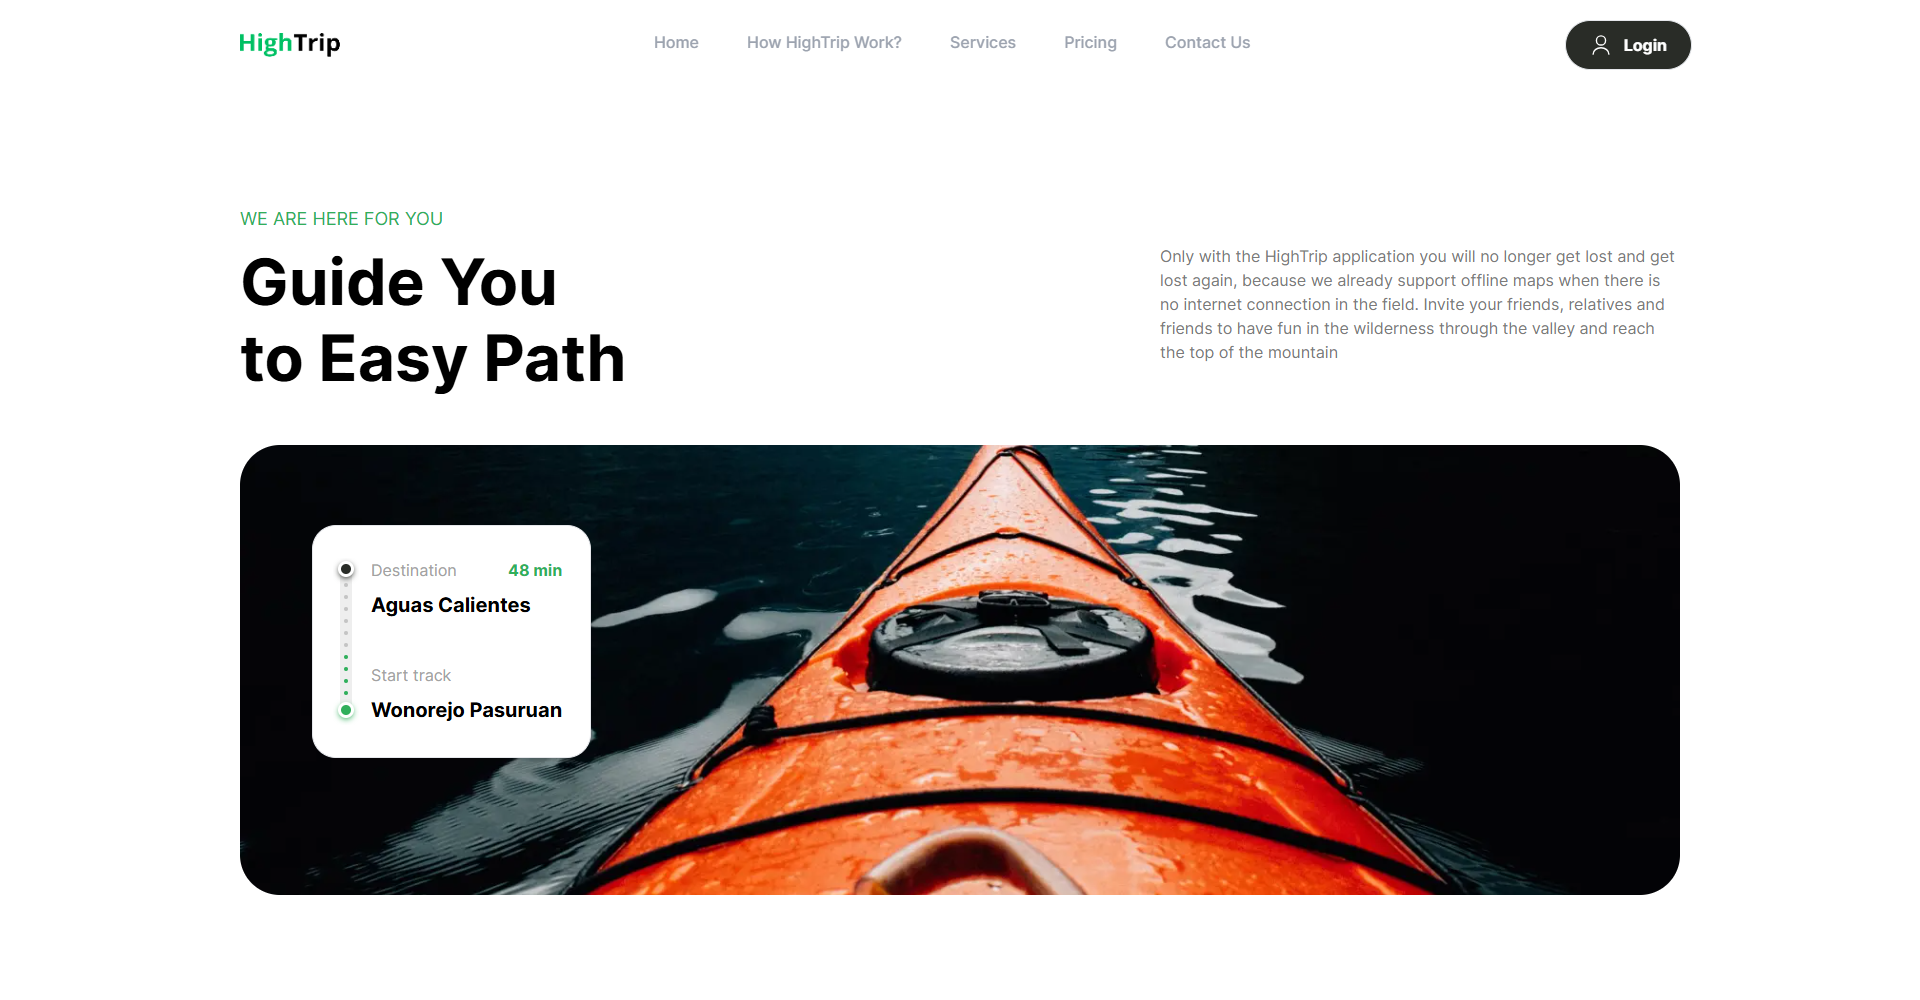 HighTrip
Home
How HighTrip Work?
Services
Pricing
Contact Us
Login
WE ARE HERE FOR YOU
Guide You
to Easy Path
Only with the HighTrip application you will no longer get lost and get
lost again, because we already support offline maps when there is
no internet connection in the field. Invite your friends, relatives and
friends to have fun in the wilderness through the valley and reach
the top of the mountain
Destination
48 min
Aguas Calientes
Start track
Wonorejo Pasuruan